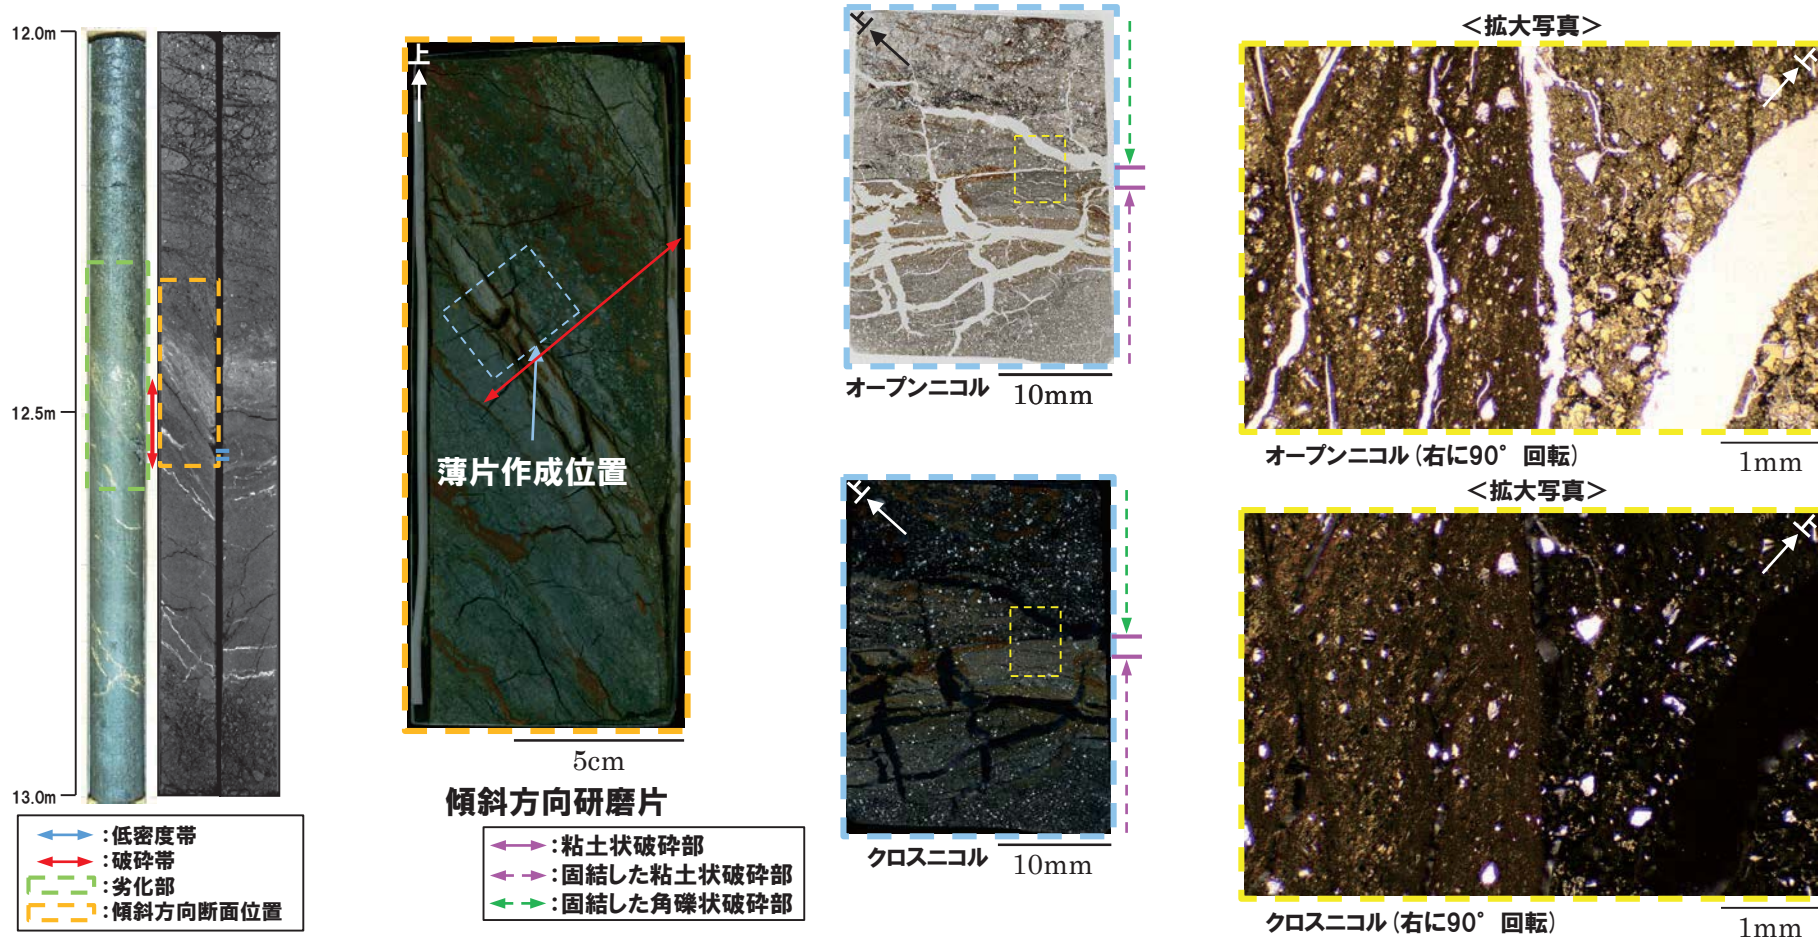 12.0m
12.5m
13.0m
:低密度帯
:破砕帯
:劣化部
:傾斜方向断面位置
上
薄片作成位置
5cm
傾斜方向研磨片
:粘土状破砕部
:固結した粘土状破砕部
:固結した角礫状破砕部
上
オープンニコル
10mm
上
クロスニコル
10mm
<拡大写真>
上
オープンニコル(右に90°回転)
1mm
<拡大写真>
上
クロスニコル(右に90°回転)
1mm